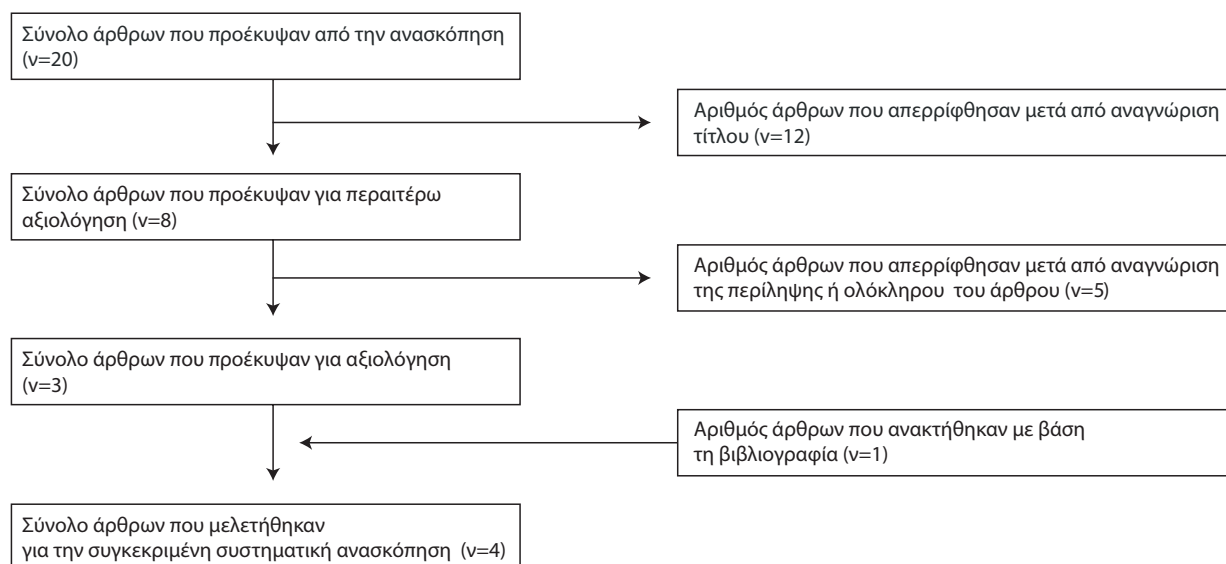 Σύνολο άρθρων που προέκυψαν από την ανασκόπηση
(ν=20)
Αριθμός άρθρων που απερρίφθησαν μετά από αναγνώριση
τίτλου (ν=12)
Σύνολο άρθρων που προέκυψαν για περαιτέρω
αξιολόγηση (ν=8)
Αριθμός άρθρων που απερρίφθησαν μετά από αναγνώριση
της περίληψης ή ολόκληρου του άρθρου (ν=5)
Σύνολο άρθρων που προέκυψαν για αξιολόγηση
(ν=3)
Αριθμός άρθρων που ανακτήθηκαν με βάση
τη βιβλιογραφία (ν=1)
Σύνολο άρθρων που μελετήθηκαν
για την συγκεκριμένη συστηματική ανασκόπηση (ν=4)